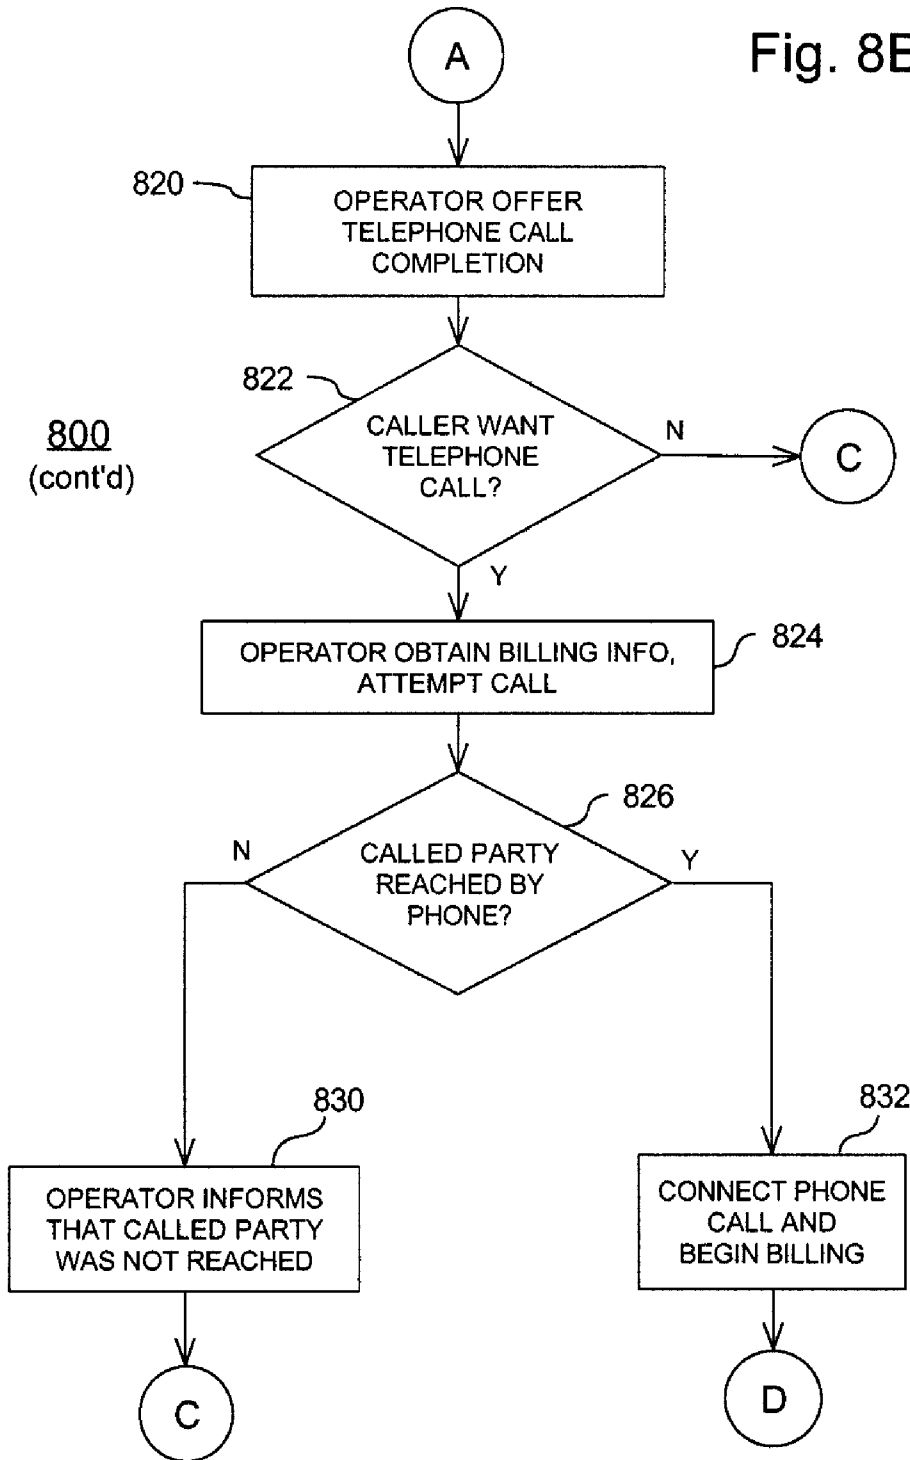 A
Fig. 8B
820
OPERATOR OFFER
TELEPHONE CALL
COMPLETION
822
CALLER WANT
TELEPHONE
CALL?
N
C
800
(cont'd)
Y
OPERATOR OBTAIN BILLING INFO,
ATTEMPT CALL
824
826
N
CALLED PARTY
REACHED BY
PHONE?
Y
830
832
OPERATOR INFORMS
THAT CALLED PARTY
WAS NOT REACHED
CONNECT PHONE
CALL AND
BEGIN BILLING
C
D